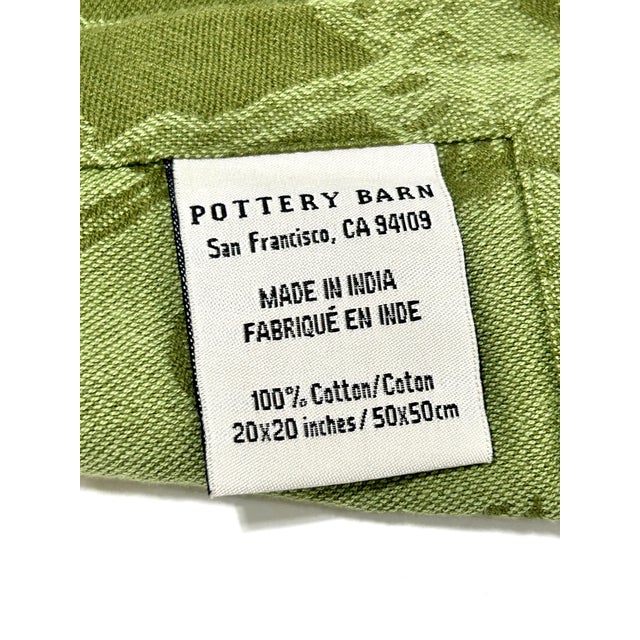 POTTERY BARN
San Francisco, CA 94109
MADE IN INDIA
FABRIQUÉ EN INDE
100% Cotton/Coton
20x20 inches/50x50cm